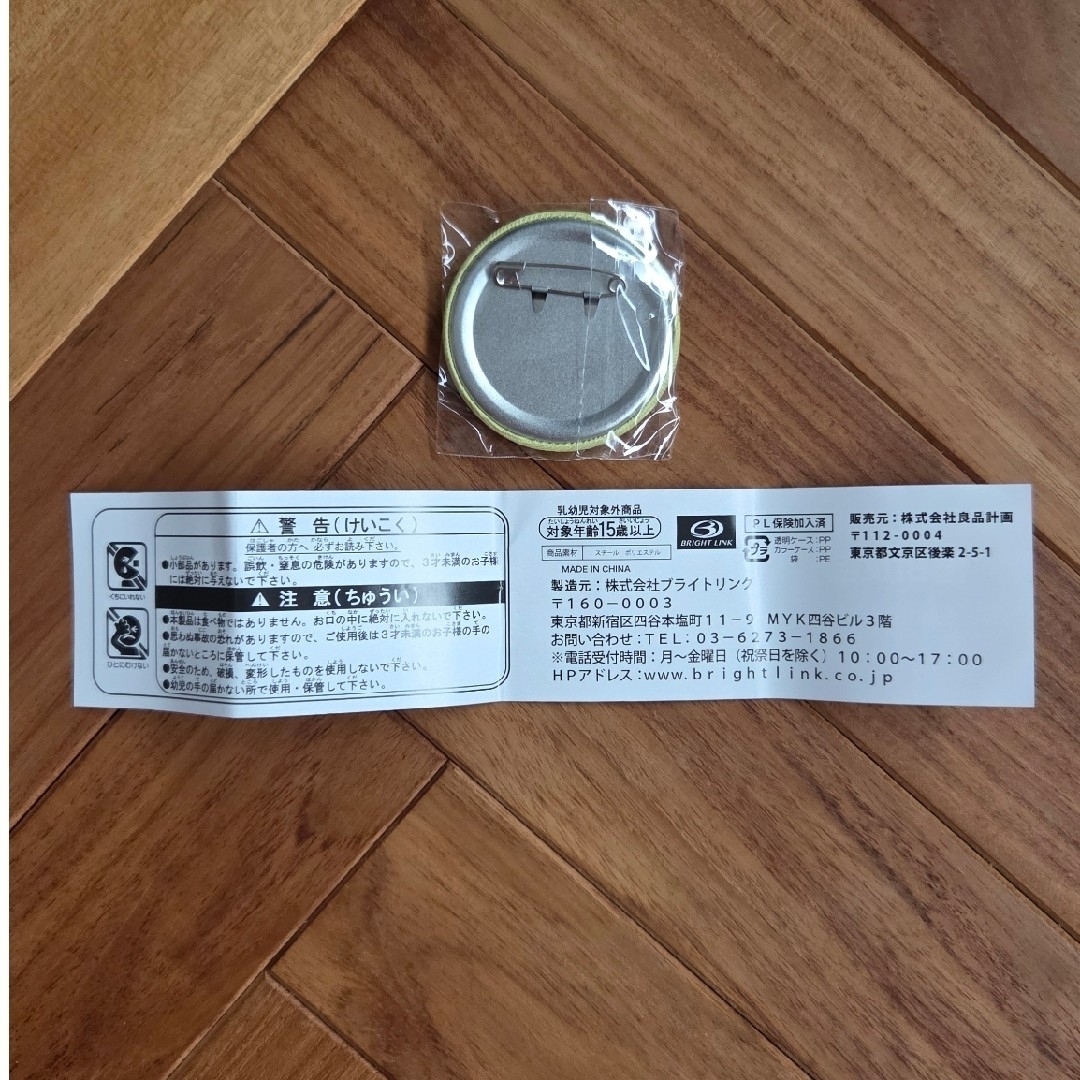 ⚠ 警 告(けいこく)
保護者の方へ 必ずお読み下さい。
●小部品があります。誤飲・窒息の危険がありますので、3才未満のお子様
には絶対に与えないで下さい。
⚠ 注 意(ちゅうい)
●本製品は食べ物ではありません。お口の中に絶対に入れないで下さい。
●思わぬ事故の恐れがありますので、ご使用後は3才未満のお子様の手の
届かないところに保管して下さい。
●安全のため、破損、変形したものを使用しないで下さい。
●幼児の手の届かない所で使用・保管して下さい。
くちにいれない
ひとにむけない
乳幼児対象外商品
たいしょうねんれい
対象年齢15歳以上
商品素材 スチール ポリエステル
MADE IN CHINA
BRIGHT LINK
PL保険加入済
プラ
透明ケース:PP
カプーケース:PP
袋:PE
販売元:株式会社良品計画
〒112-0004
東京都文京区後楽2-5-1
製造元:株式会社ブライトリンク
〒160-0003
東京都新宿区四谷本塩町11-9 MYK四谷ビル3階
お問い合わせ:TEL:03-6273-1866
※電話受付時間:月~金曜日(祝祭日を除く)10:00~17:00
HPアドレス:www.brightlink.co.jp